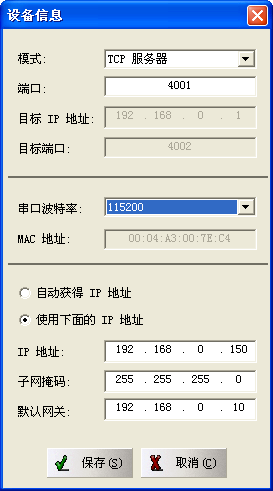 设备信息
模式: TCP 服务器
端口: 4001
目标 IP 地址: 192 . 168 . 0 . 1
目标端口: 4002
串口波特率: 115200
MAC 地址: 00:04:A3:00:7E:C4
自动获得 IP 地址
使用下面的 IP 地址
IP 地址: 192 . 168 . 0 . 150
子网掩码: 255 . 255 . 255 . 0
默认网关: 192 . 168 . 0 . 10
保存(S) 取消(C)